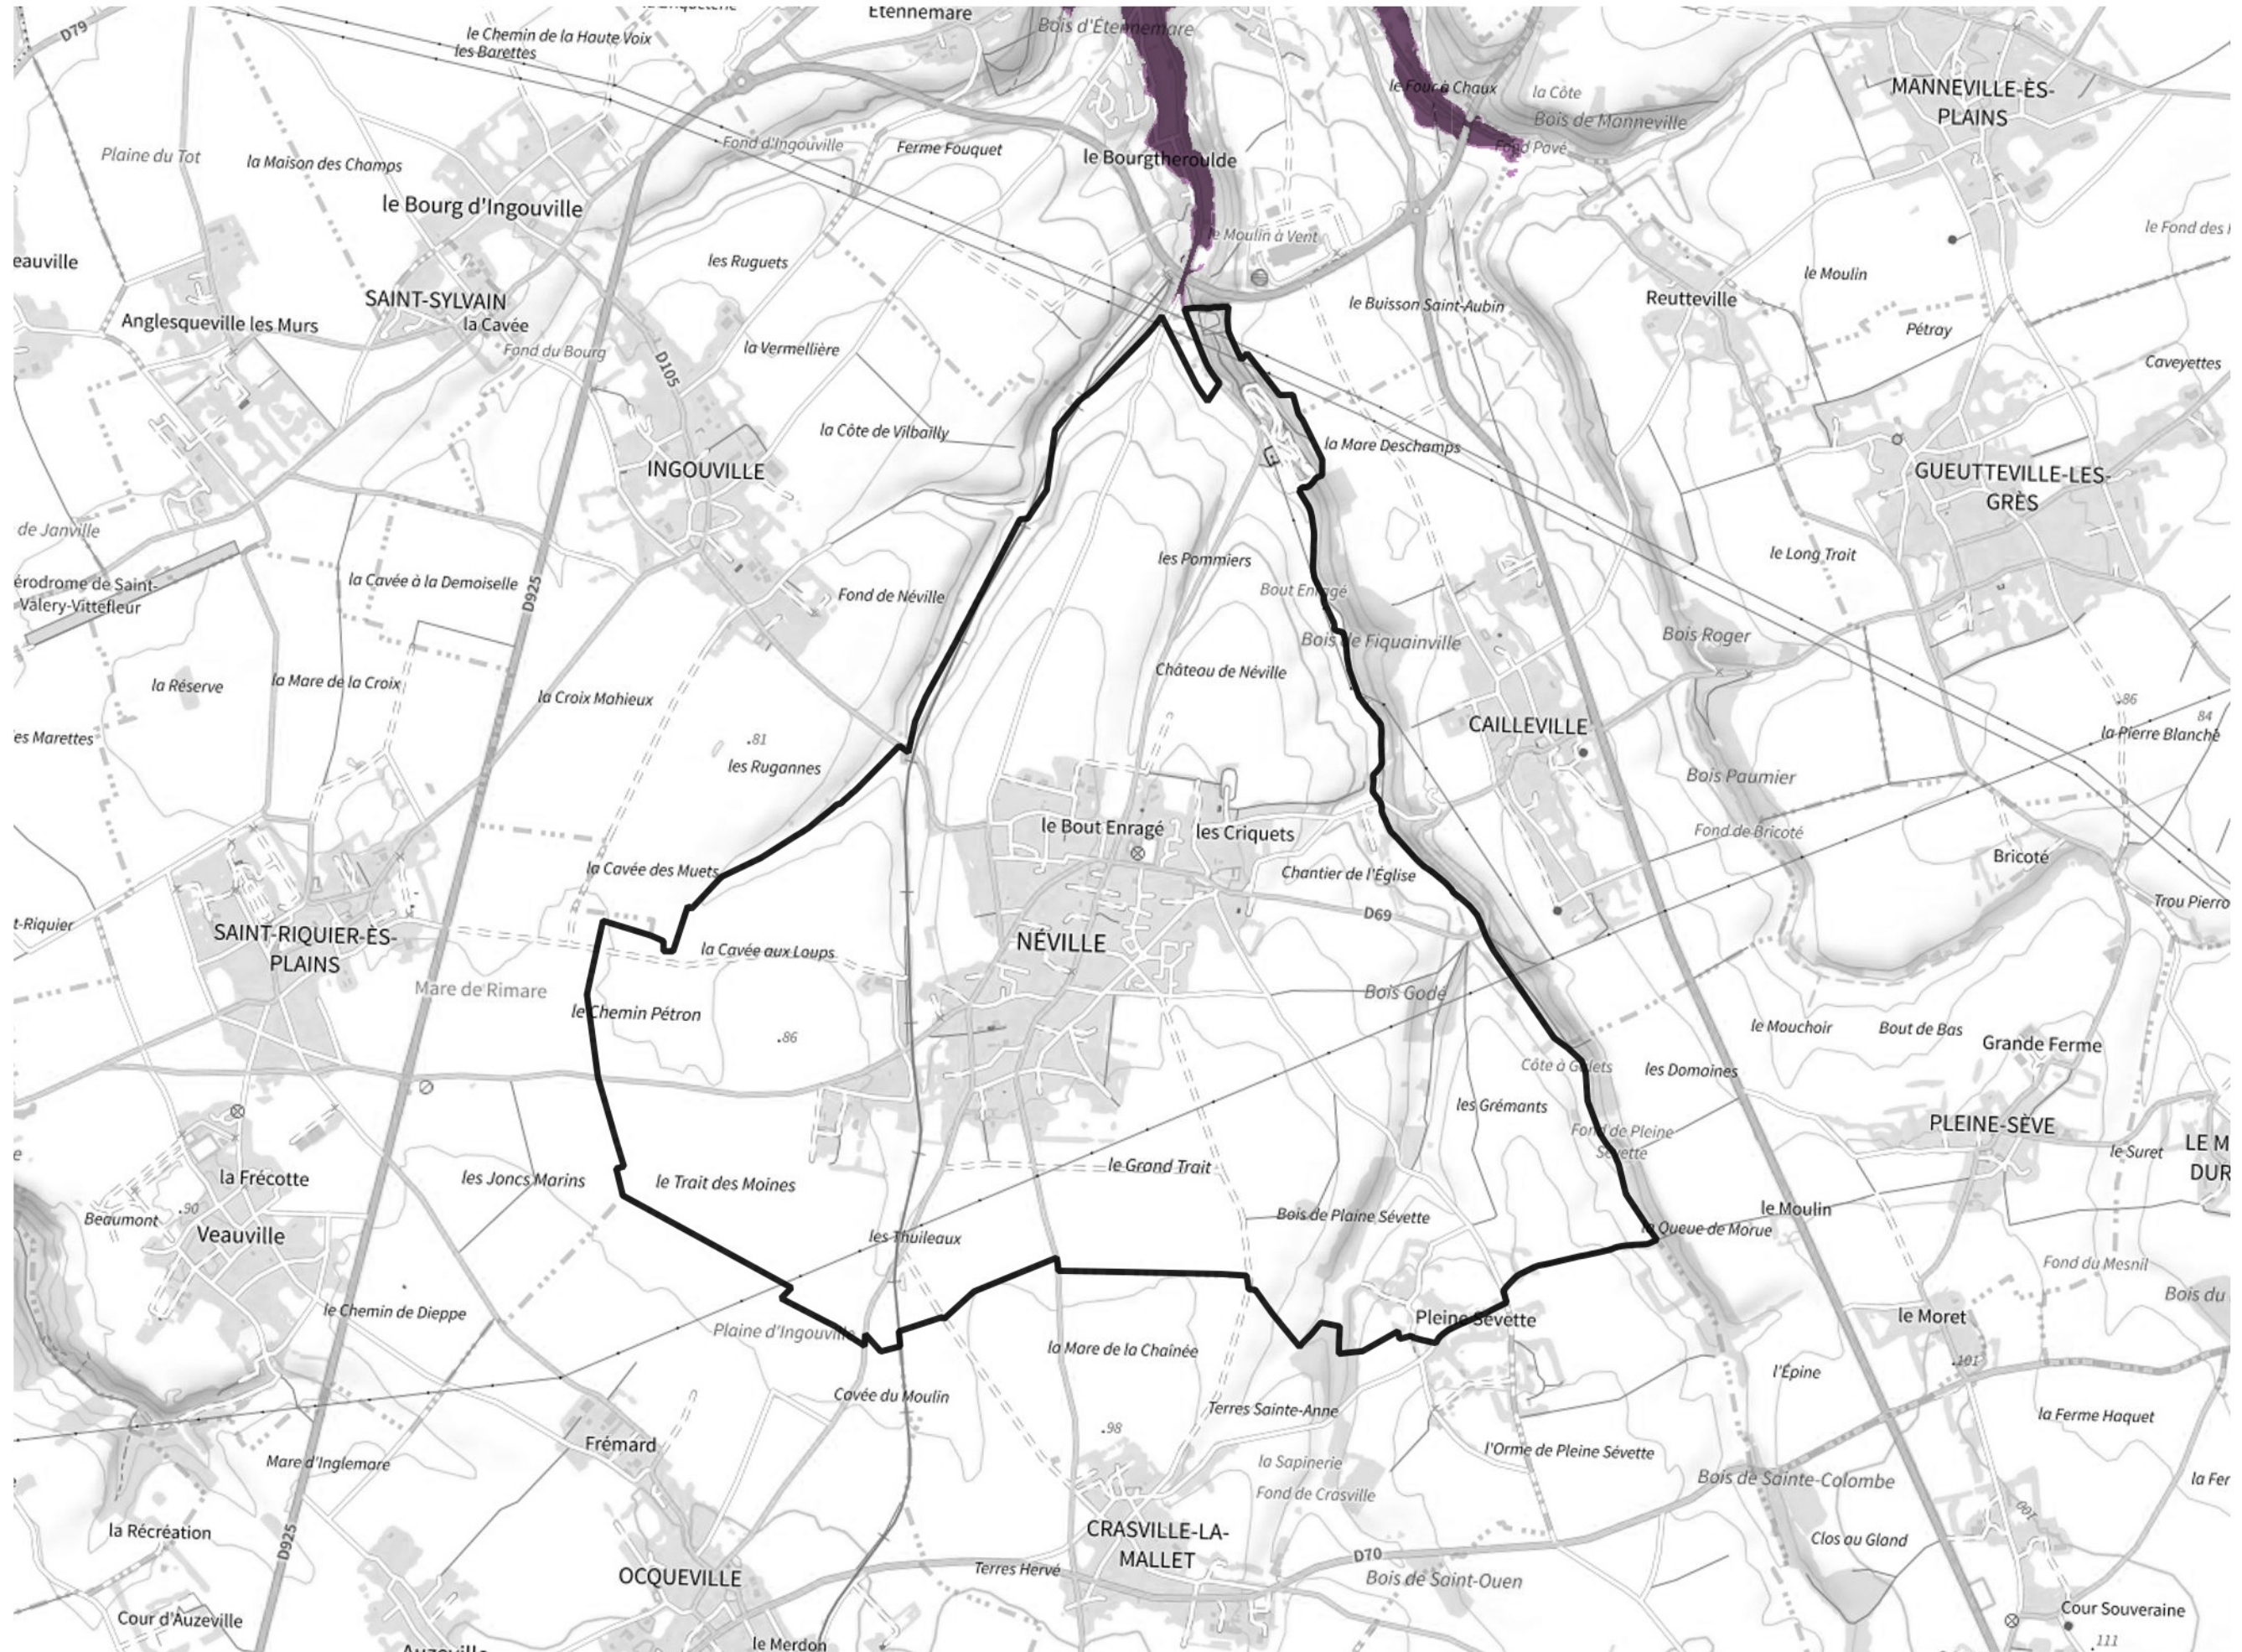 D79
le Chemin de la Haute Voix
les Barettes
Etennemare
Bois d'Étennemare
le Four à Chaux
la Côte
Bois de Manneville
MANNEVILLE-ÈS-
PLAINS
Plaine du Tot
la Maison des Champs
Fond d'Ingouville
Ferme Fouquet
le Bourgtheroulde
Fond Pavé
le Bourg d'Ingouville
le Moulin à Vent
le Fond des
eauville
les Ruguets
le Moulin
SAINT-SYLVAIN
la Cavée
Anglesqueville les Murs
le Buisson Saint-Aubin
Reutteville
Pétray
Fond du Bourg
D105
la Vermellière
Caveyettes
la Côte de Vilbailly
la Mare Deschamps
INGOUVILLE
GUEUTTEVILLE-LES-
GRÈS
de Janville
érodrome de Saint-
Valery-Vittefleur
la Cavée à la Demoiselle
D925
Fond de Néville
les Pommiers
Bout Enragé
le Long Trait
Bois de Fiquainville
Bois Roger
la Réserve
la Mare de la Croix
la Croix Mahieux
Château de Néville
.86
84
es Marettes
.81
les Rugannes
CAILLEVILLE
la Pierre Blanche
Bois Paumier
le Bout Enragé
les Criquets
Fond de Bricoté
Bricoté
la Cavée des Muets
Chantier de l'Église
D69
Trou Pierro
t-Riquier
SAINT-RIQUIER-ÈS-
PLAINS
la Cavée aux Loups
NÉVILLE
Mare de Rimare
le Chemin Pétron
Bois Godé
.86
le Mouchoir
Bout de Bas
Grande Ferme
Côte à Galets
les Domaines
les Grémants
PLEINE-SÈVE
Fond de Pleine
Sevette
le Suret
LE M
DUR
la Frécotte
les Joncs Marins
le Trait des Moines
le Grand Trait
Beaumont
.90
Veauville
les Thuileaux
Bois de Plaine Sévette
le Moulin
la Queue de Morue
Fond du Mesnil
Bois du
le Chemin de Dieppe
Plaine d'Ingouville
Pleine Sevette
le Moret
la Mare de la Chaînée
.101
l'Épine
Cavée du Moulin
Terres Sainte-Anne
la Ferme Haquet
.98
Frémard
Mare d'Inglemare
la Sapinerie
l'Orme de Pleine Sévette
Bois de Sainte-Colombe
la Fer
Fond de Crasville
100
la Récréation
D925
CRASVILLE-LA-
MALLET
Clos au Gland
D70
Terres Hervé
OCQUEVILLE
Bois de Saint-Ouen
Cour d'Auzeville
Cour Souveraine
le Merdon
.111